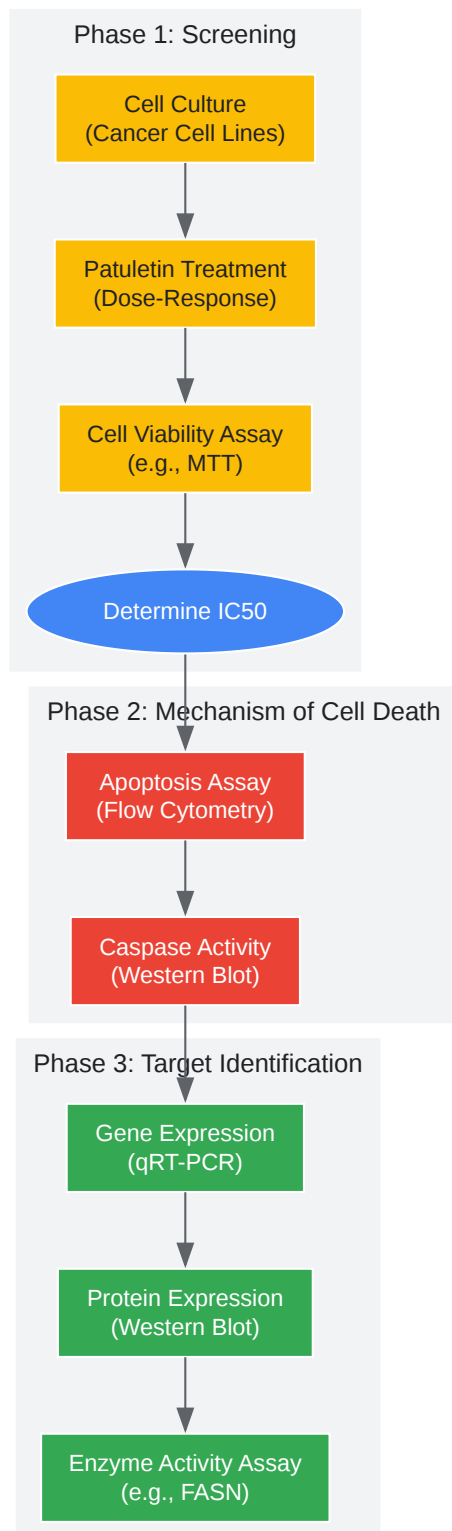 Phase 1: Screening
Cell Culture
(Cancer Cell Lines)
Patuletin Treatment
(Dose-Response)
Cell Viability Assay
(e.g., MTT)
Determine IC50
Phase 2: Mechanism of Cell Death
Apoptosis Assay
(Flow Cytometry)
Caspase Activity
(Western Blot)
Phase 3: Target Identification
Gene Expression
(qRT-PCR)
Protein Expression
(Western Blot)
Enzyme Activity Assay
(e.g., FASN)